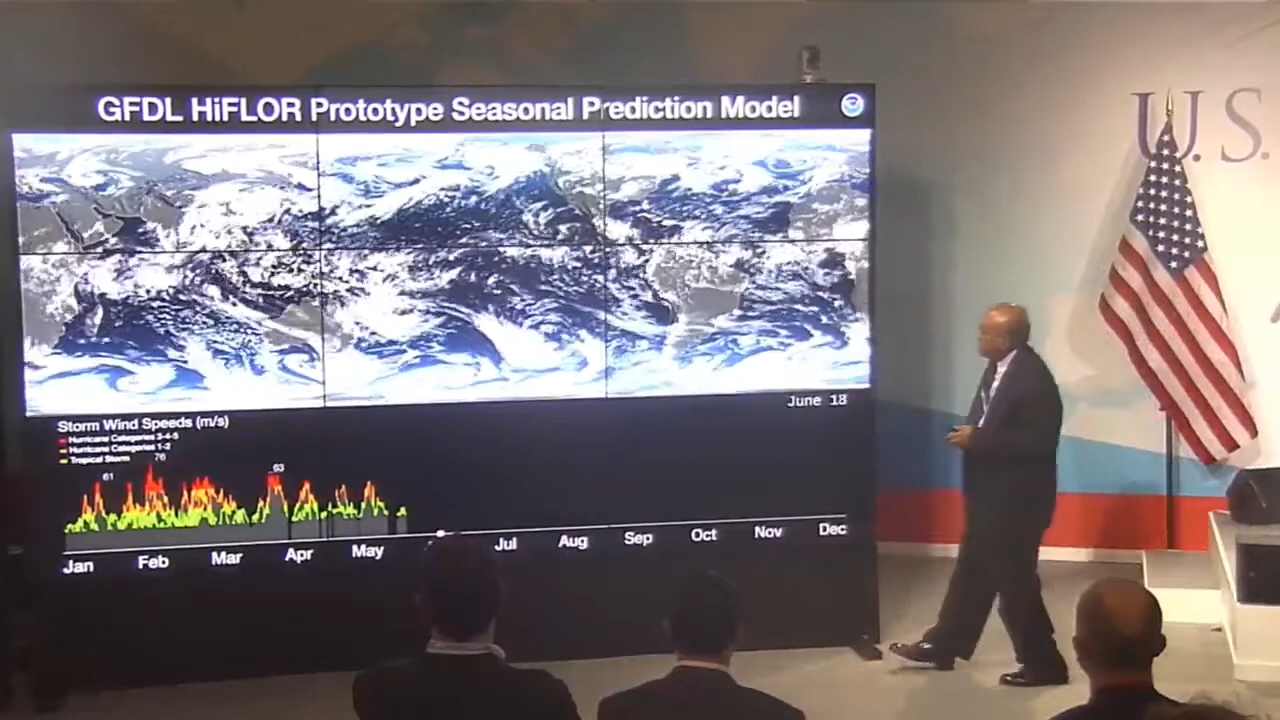 GFDL HiFLOR Prototype Seasonal Prediction Model
U.S.
June 18
Storm Wind Speeds (m/s)
Hurricane Categories 3-4-5
Hurricane Categories 1-2
Tropical Storm
76
61
63
Jan Feb Mar Apr May Jul Aug Sep Oct Nov Dec